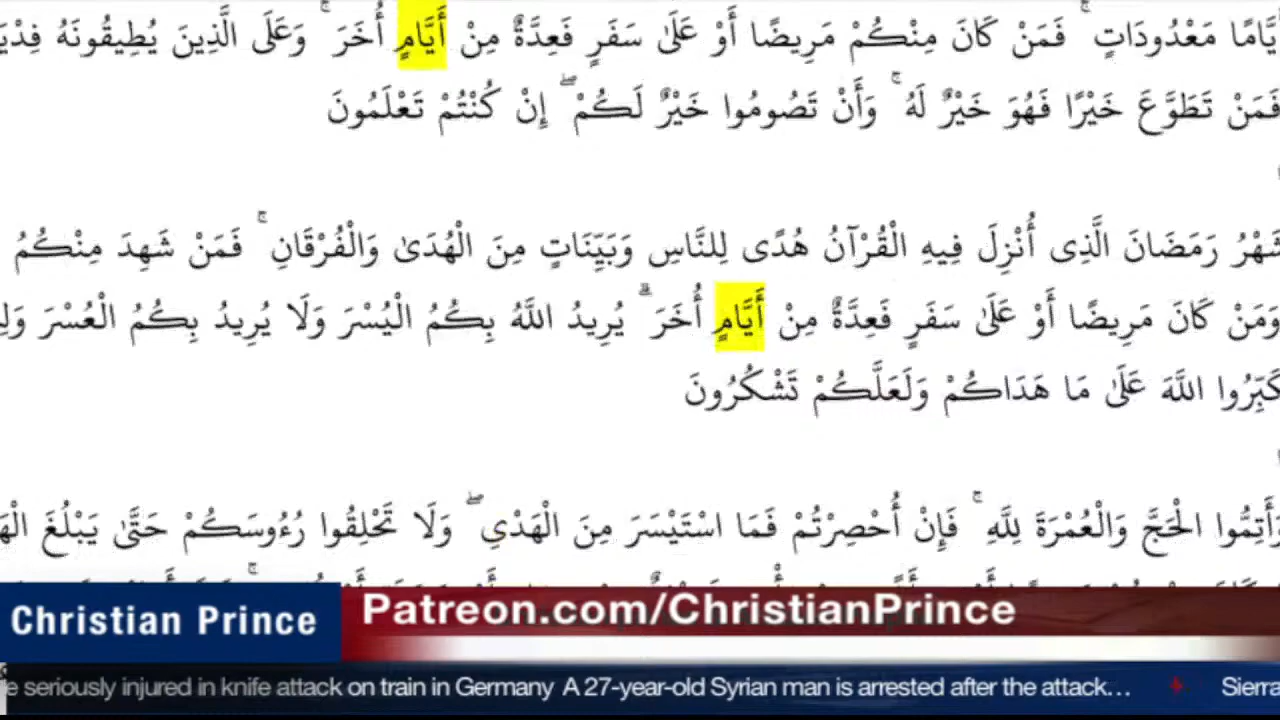 يَّامًا مَعْدُودَاتٍ ۚ فَمَنْ كَانَ مِنْكُمْ مَرِيضًا أَوْ عَلَىٰ سَفَرٍ فَعِدَّةٌ مِنْ أَيَّامٍ أُخَرَ ۚ وَعَلَى الَّذِينَ يُطِيقُونَهُ فِدْيَ
فَمَنْ تَطَوَّعَ خَيْرًا فَهُوَ خَيْرٌ لَهُ ۚ وَأَنْ تَصُومُوا خَيْرٌ لَكُمْ ۖ إِنْ كُنْتُمْ تَعْلَمُونَ
شَهْرُ رَمَضَانَ الَّذِى أُنْزِلَ فِيهِ الْقُرْآنُ هُدًى لِلنَّاسِ وَبَيِّنَاتٍ مِنَ الْهُدَىٰ وَالْفُرْقَانِ ۚ فَمَنْ شَهِدَ مِنْكُمُ
وَمَنْ كَانَ مَرِيضًا أَوْ عَلَىٰ سَفَرٍ فَعِدَّةٌ مِنْ أَيَّامٍ أُخَرَ ۗ يُرِيدُ اللَّهُ بِكُمُ الْيُسْرَ وَلَا يُرِيدُ بِكُمُ الْعُسْرَ وَلِ
كَبِّرُوا اللَّهَ عَلَىٰ مَا هَدَاكُمْ وَلَعَلَّكُمْ تَشْكُرُونَ
وَأَتِمُّوا الْحَجَّ وَالْعُمْرَةَ لِلَّهِ ۚ فَإِنْ أُحْصِرْتُمْ فَمَا اسْتَيْسَرَ مِنَ الْهَدْيِ ۖ وَلَا تَحْلِقُوا رُءُوسَكُمْ حَتَّىٰ يَبْلُغَ الْهَ
Christian Prince
Patreon.com/ChristianPrince
e seriously injured in knife attack on train in Germany A 27-year-old Syrian man is arrested after the attack… Sierra